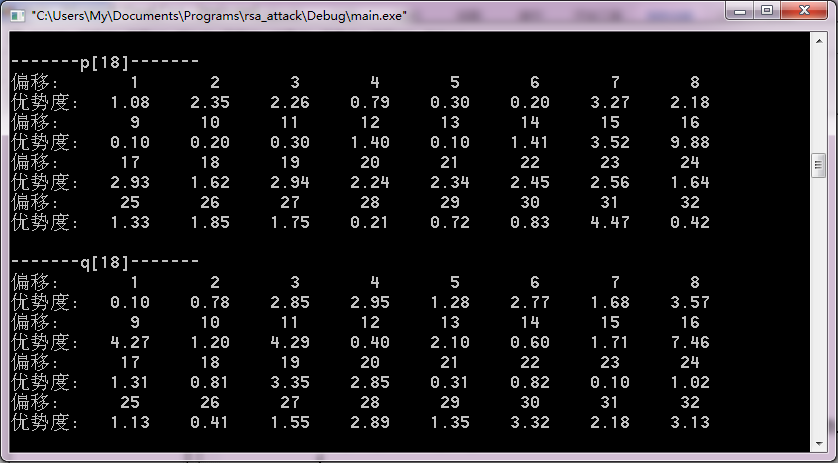 "C:\Users\My\Documents\Programs\rsa_attack\Debug\main.exe"
-------p[18]-------
偏移: 1 2 3 4 5 6 7 8
优势度: 1.08 2.35 2.26 0.79 0.30 0.20 3.27 2.18
偏移: 9 10 11 12 13 14 15 16
优势度: 0.10 0.20 0.30 1.40 0.10 1.41 3.52 9.88
偏移: 17 18 19 20 21 22 23 24
优势度: 2.93 1.62 2.94 2.24 2.34 2.45 2.56 1.64
偏移: 25 26 27 28 29 30 31 32
优势度: 1.33 1.85 1.75 0.21 0.72 0.83 4.47 0.42
-------q[18]-------
偏移: 1 2 3 4 5 6 7 8
优势度: 0.10 0.78 2.85 2.95 1.28 2.77 1.68 3.57
偏移: 9 10 11 12 13 14 15 16
优势度: 4.27 1.20 4.29 0.40 2.10 0.60 1.71 7.46
偏移: 17 18 19 20 21 22 23 24
优势度: 1.31 0.81 3.35 2.85 0.31 0.82 0.10 1.02
偏移: 25 26 27 28 29 30 31 32
优势度: 1.13 0.41 1.55 2.89 1.35 3.32 2.18 3.13